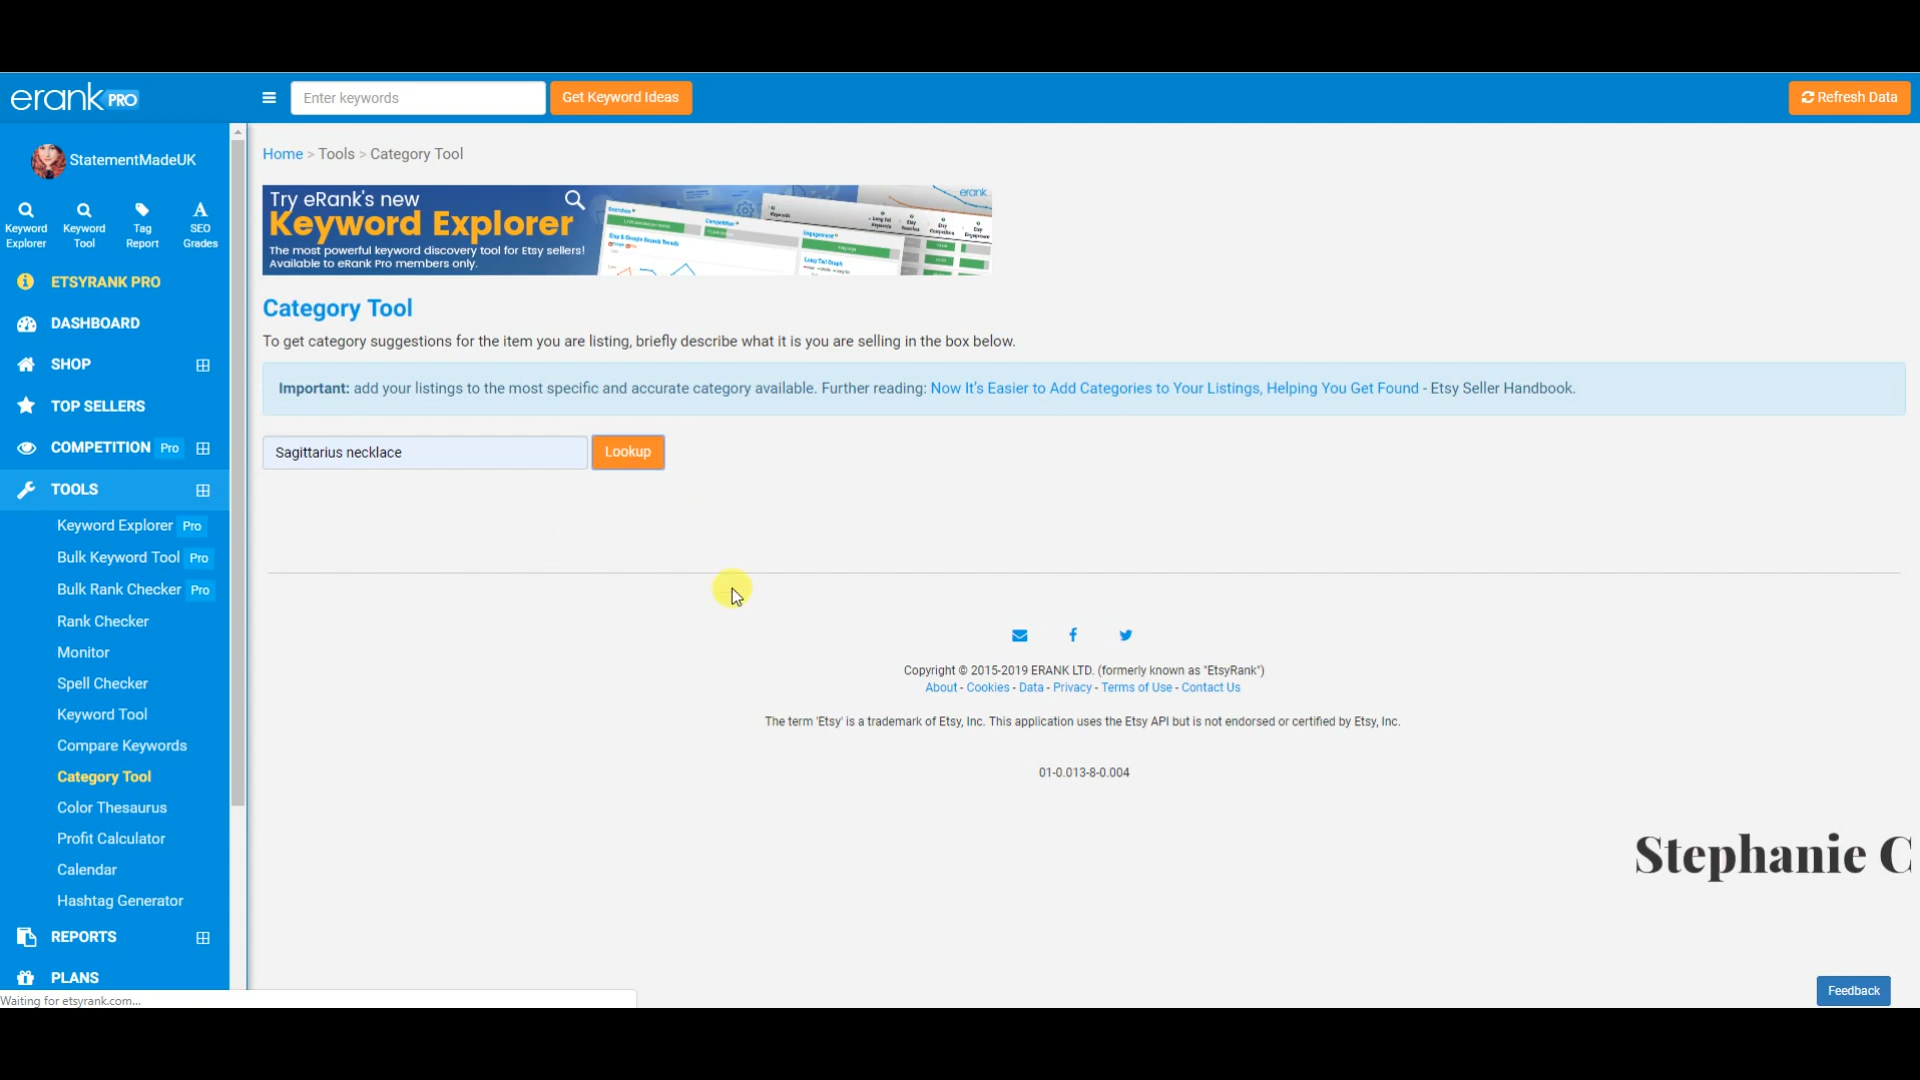 erank PRO
Enter keywords
Get Keyword Ideas
Refresh Data
StatementMadeUK
Keyword Explorer
Keyword Tool
Tag Report
SEO Grades
ETSYRANK PRO
DASHBOARD
SHOP
TOP SELLERS
COMPETITION Pro
TOOLS
Keyword Explorer Pro
Bulk Keyword Tool Pro
Bulk Rank Checker Pro
Rank Checker
Monitor
Spell Checker
Keyword Tool
Compare Keywords
Category Tool
Color Thesaurus
Profit Calculator
Calendar
Hashtag Generator
REPORTS
PLANS
Home > Tools > Category Tool
Try eRank's new
Keyword Explorer
The most powerful keyword discovery tool for Etsy sellers!
Available to eRank Pro members only.
erank
Category Tool
To get category suggestions for the item you are listing, briefly describe what it is you are selling in the box below.
Important: add your listings to the most specific and accurate category available. Further reading: Now It's Easier to Add Categories to Your Listings, Helping You Get Found - Etsy Seller Handbook.
Sagittarius necklace
Lookup
Copyright © 2015-2019 ERANK LTD. (formerly known as "EtsyRank")
About - Cookies - Data - Privacy - Terms of Use - Contact Us
The term 'Etsy' is a trademark of Etsy, Inc. This application uses the Etsy API but is not endorsed or certified by Etsy, Inc.
01-0.013-8-0.004
Stephanie C
Feedback
Waiting for etsyrank.com...